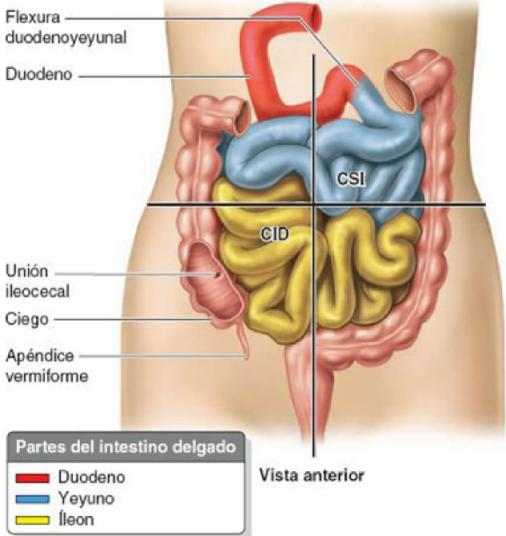 Flexura
duodenoyeyunal
Duodeno
CSI
CID
Unión
ileocecal
Ciego
Apéndice
vermiforme
Partes del intestino delgado
Duodeno
Yeyuno
Íleon
Vista anterior